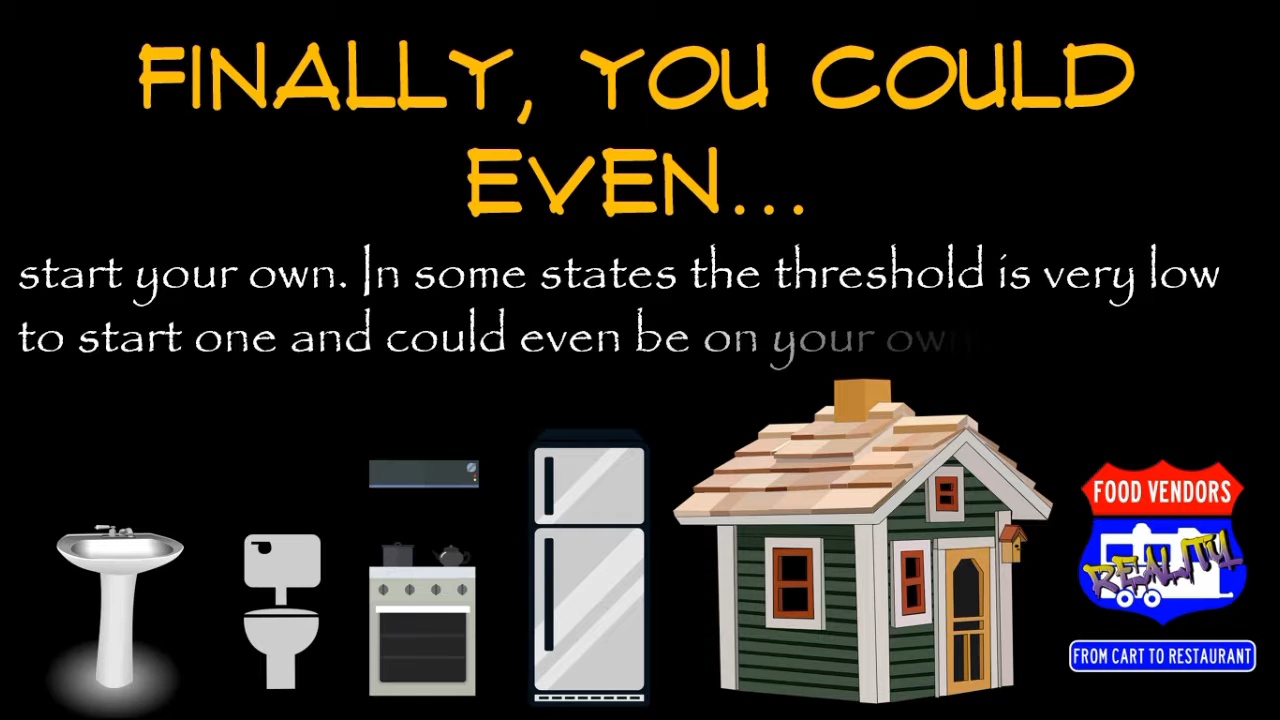 FINALLY, YOU COULD
EVEN...
start your own. In some states the threshold is very low
to start one and could even be on your own
FOOD VENDORS
REALITY
FROM CART TO RESTAURANT